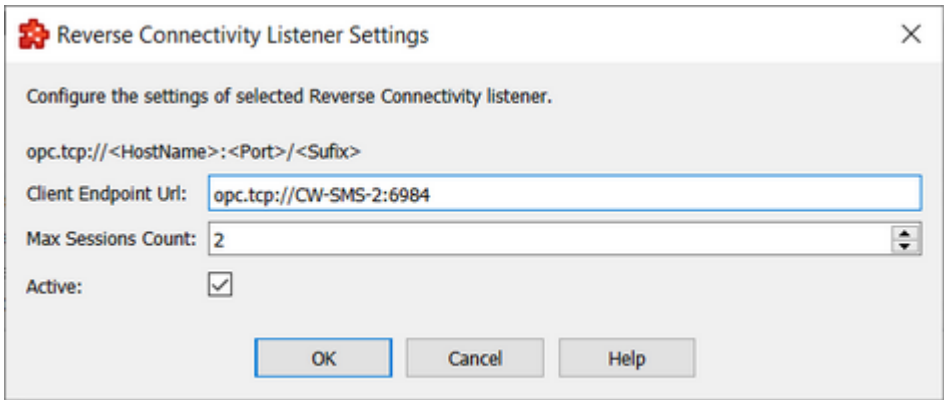 Reverse Connectivity Listener Settings
Configure the settings of selected Reverse Connectivity listener.
opc.tcp://<HostName>:<Port>/<Sufix>
Client Endpoint Url: opc.tcp://CW-SMS-2:6984
Max Sessions Count: 2
Active:
OK Cancel Help